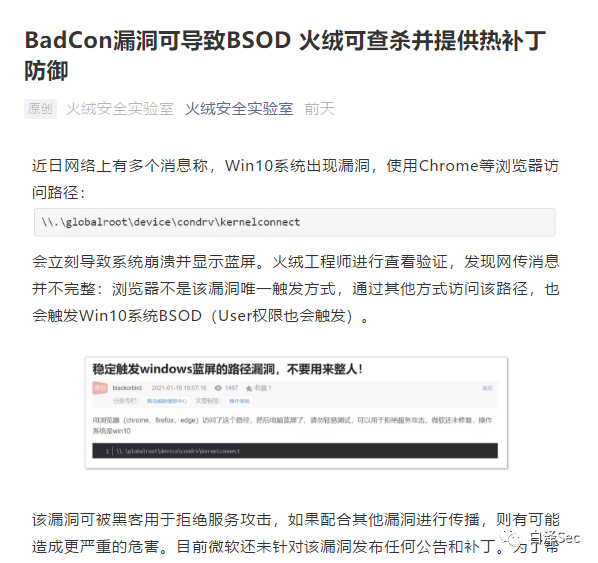 BadCon漏洞可导致BSOD 火绒可查杀并提供热补丁
防御
原创 火绒安全实验室 火绒安全实验室 前天
近日网络上有多个消息称，Win10系统出现漏洞，使用Chrome等浏览器访
问路径：
\\.\globalroot\device\condrv\kernelconnect
会立刻导致系统崩溃并显示蓝屏。火绒工程师进行查看验证，发现网传消息
并不完整：浏览器不是该漏洞唯一触发方式，通过其他方式访问该路径，也
会触发Win10系统BSOD（User权限也会触发）。
稳定触发windows蓝屏的路径漏洞，不要用来整人！
blackorbird 2021-01-18 18:07:18 1487 收藏 1
分类专栏： 文章标签： 操作系统
用浏览器（chrome，firefox，edge）访问了这个路径，然后电脑蓝屏了，请勿轻易测试，可以用于拒绝服务攻击，微软还未修复，操作
系统是win10
1 \\.\globalroot\device\condrv\kernelconnect
该漏洞可被黑客用于拒绝服务攻击，如果配合其他漏洞进行传播，则有可能
造成更严重的危害。目前微软还未针对该漏洞发布任何公告和补丁。为了帮
白泽Sec